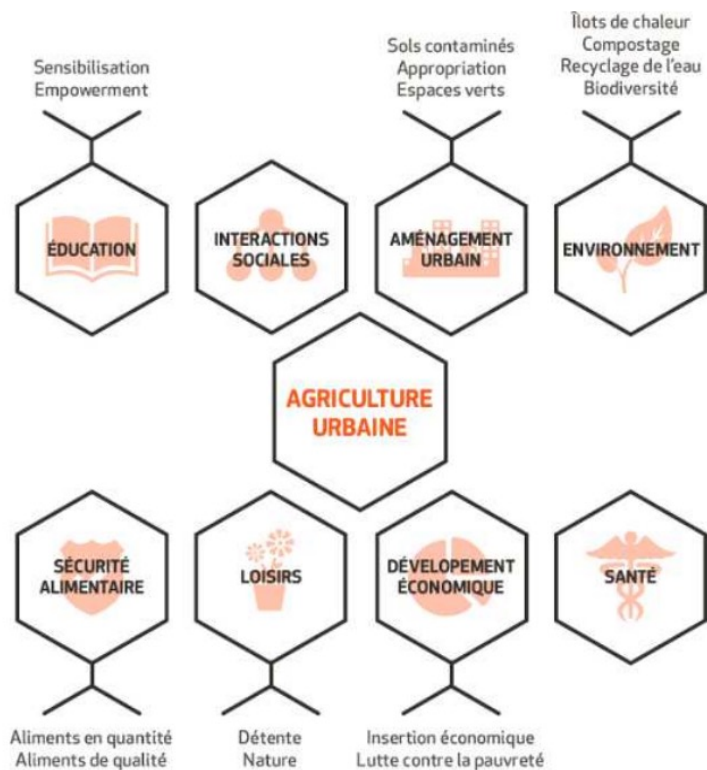 Sensibilisation
Empowerment
Sols contaminés
Appropriation
Espaces verts
Îlots de chaleur
Compostage
Recyclage de l'eau
Biodiversité
ÉDUCATION
INTERACTIONS
SOCIALES
AMÉNAGEMENT
URBAIN
ENVIRONNEMENT
AGRICULTURE
URBAINE
SÉCURITÉ
ALIMENTAIRE
LOISIRS
DÉVELOPEMENT
ÉCONOMIQUE
SANTÉ
Aliments en quantité
Aliments de qualité
Détente
Nature
Insertion économique
Lutte contre la pauvreté